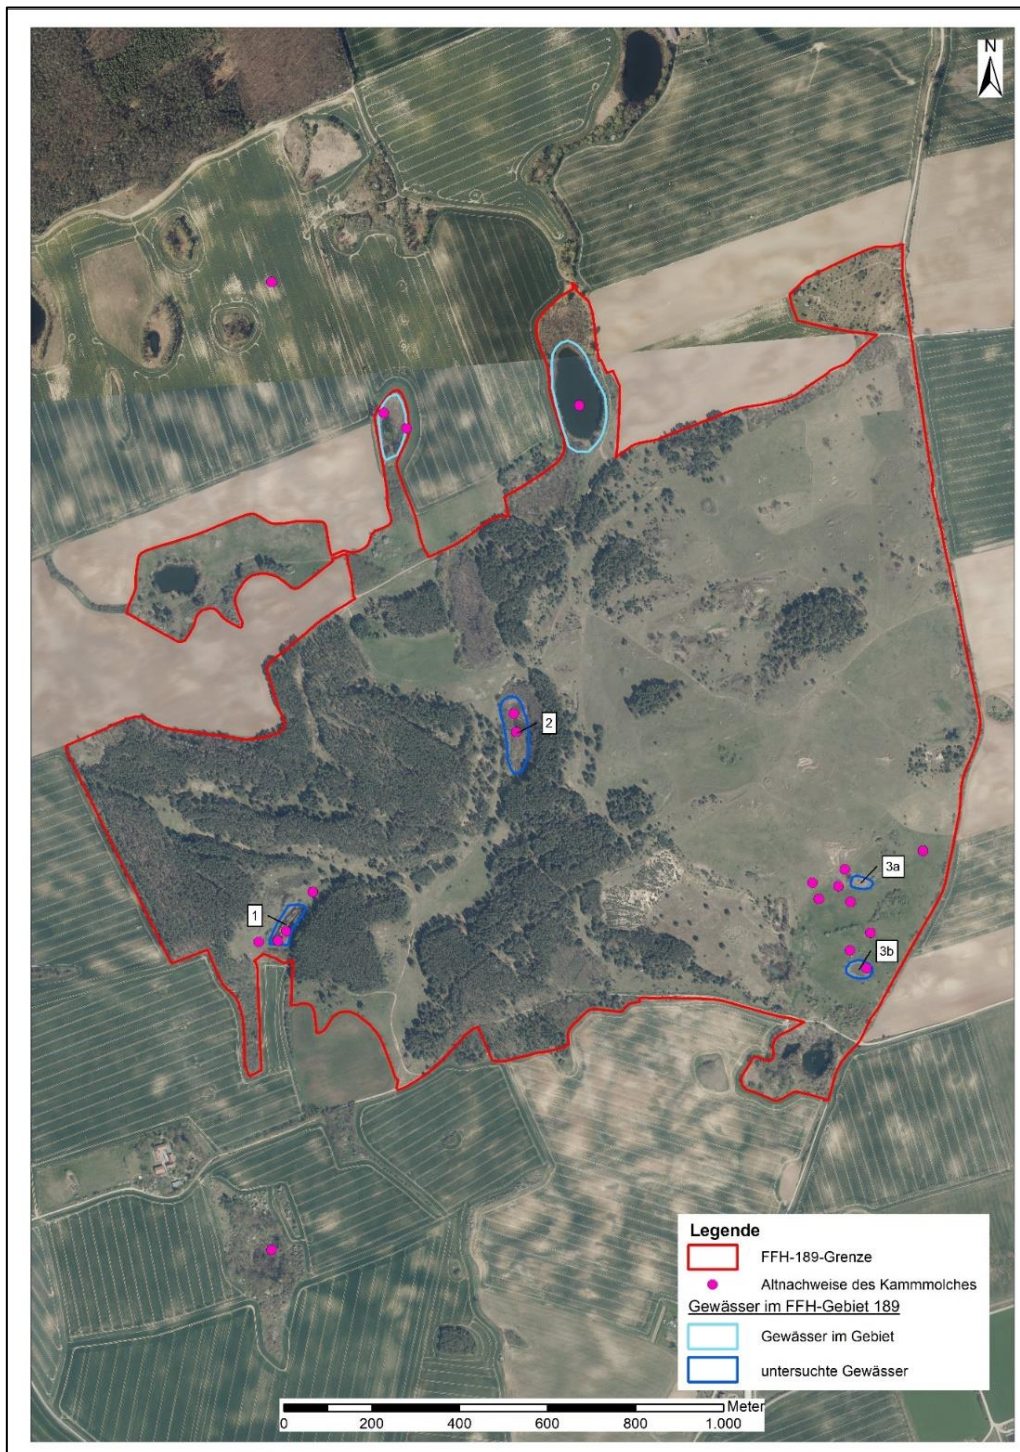 N
2
3a
1
3b
Legende
FFH-189-Grenze
Altnachweise des Kammmolches
Gewässer im FFH-Gebiet 189
Gewässer im Gebiet
untersuchte Gewässer
Meter
0 200 400 600 800 1.000